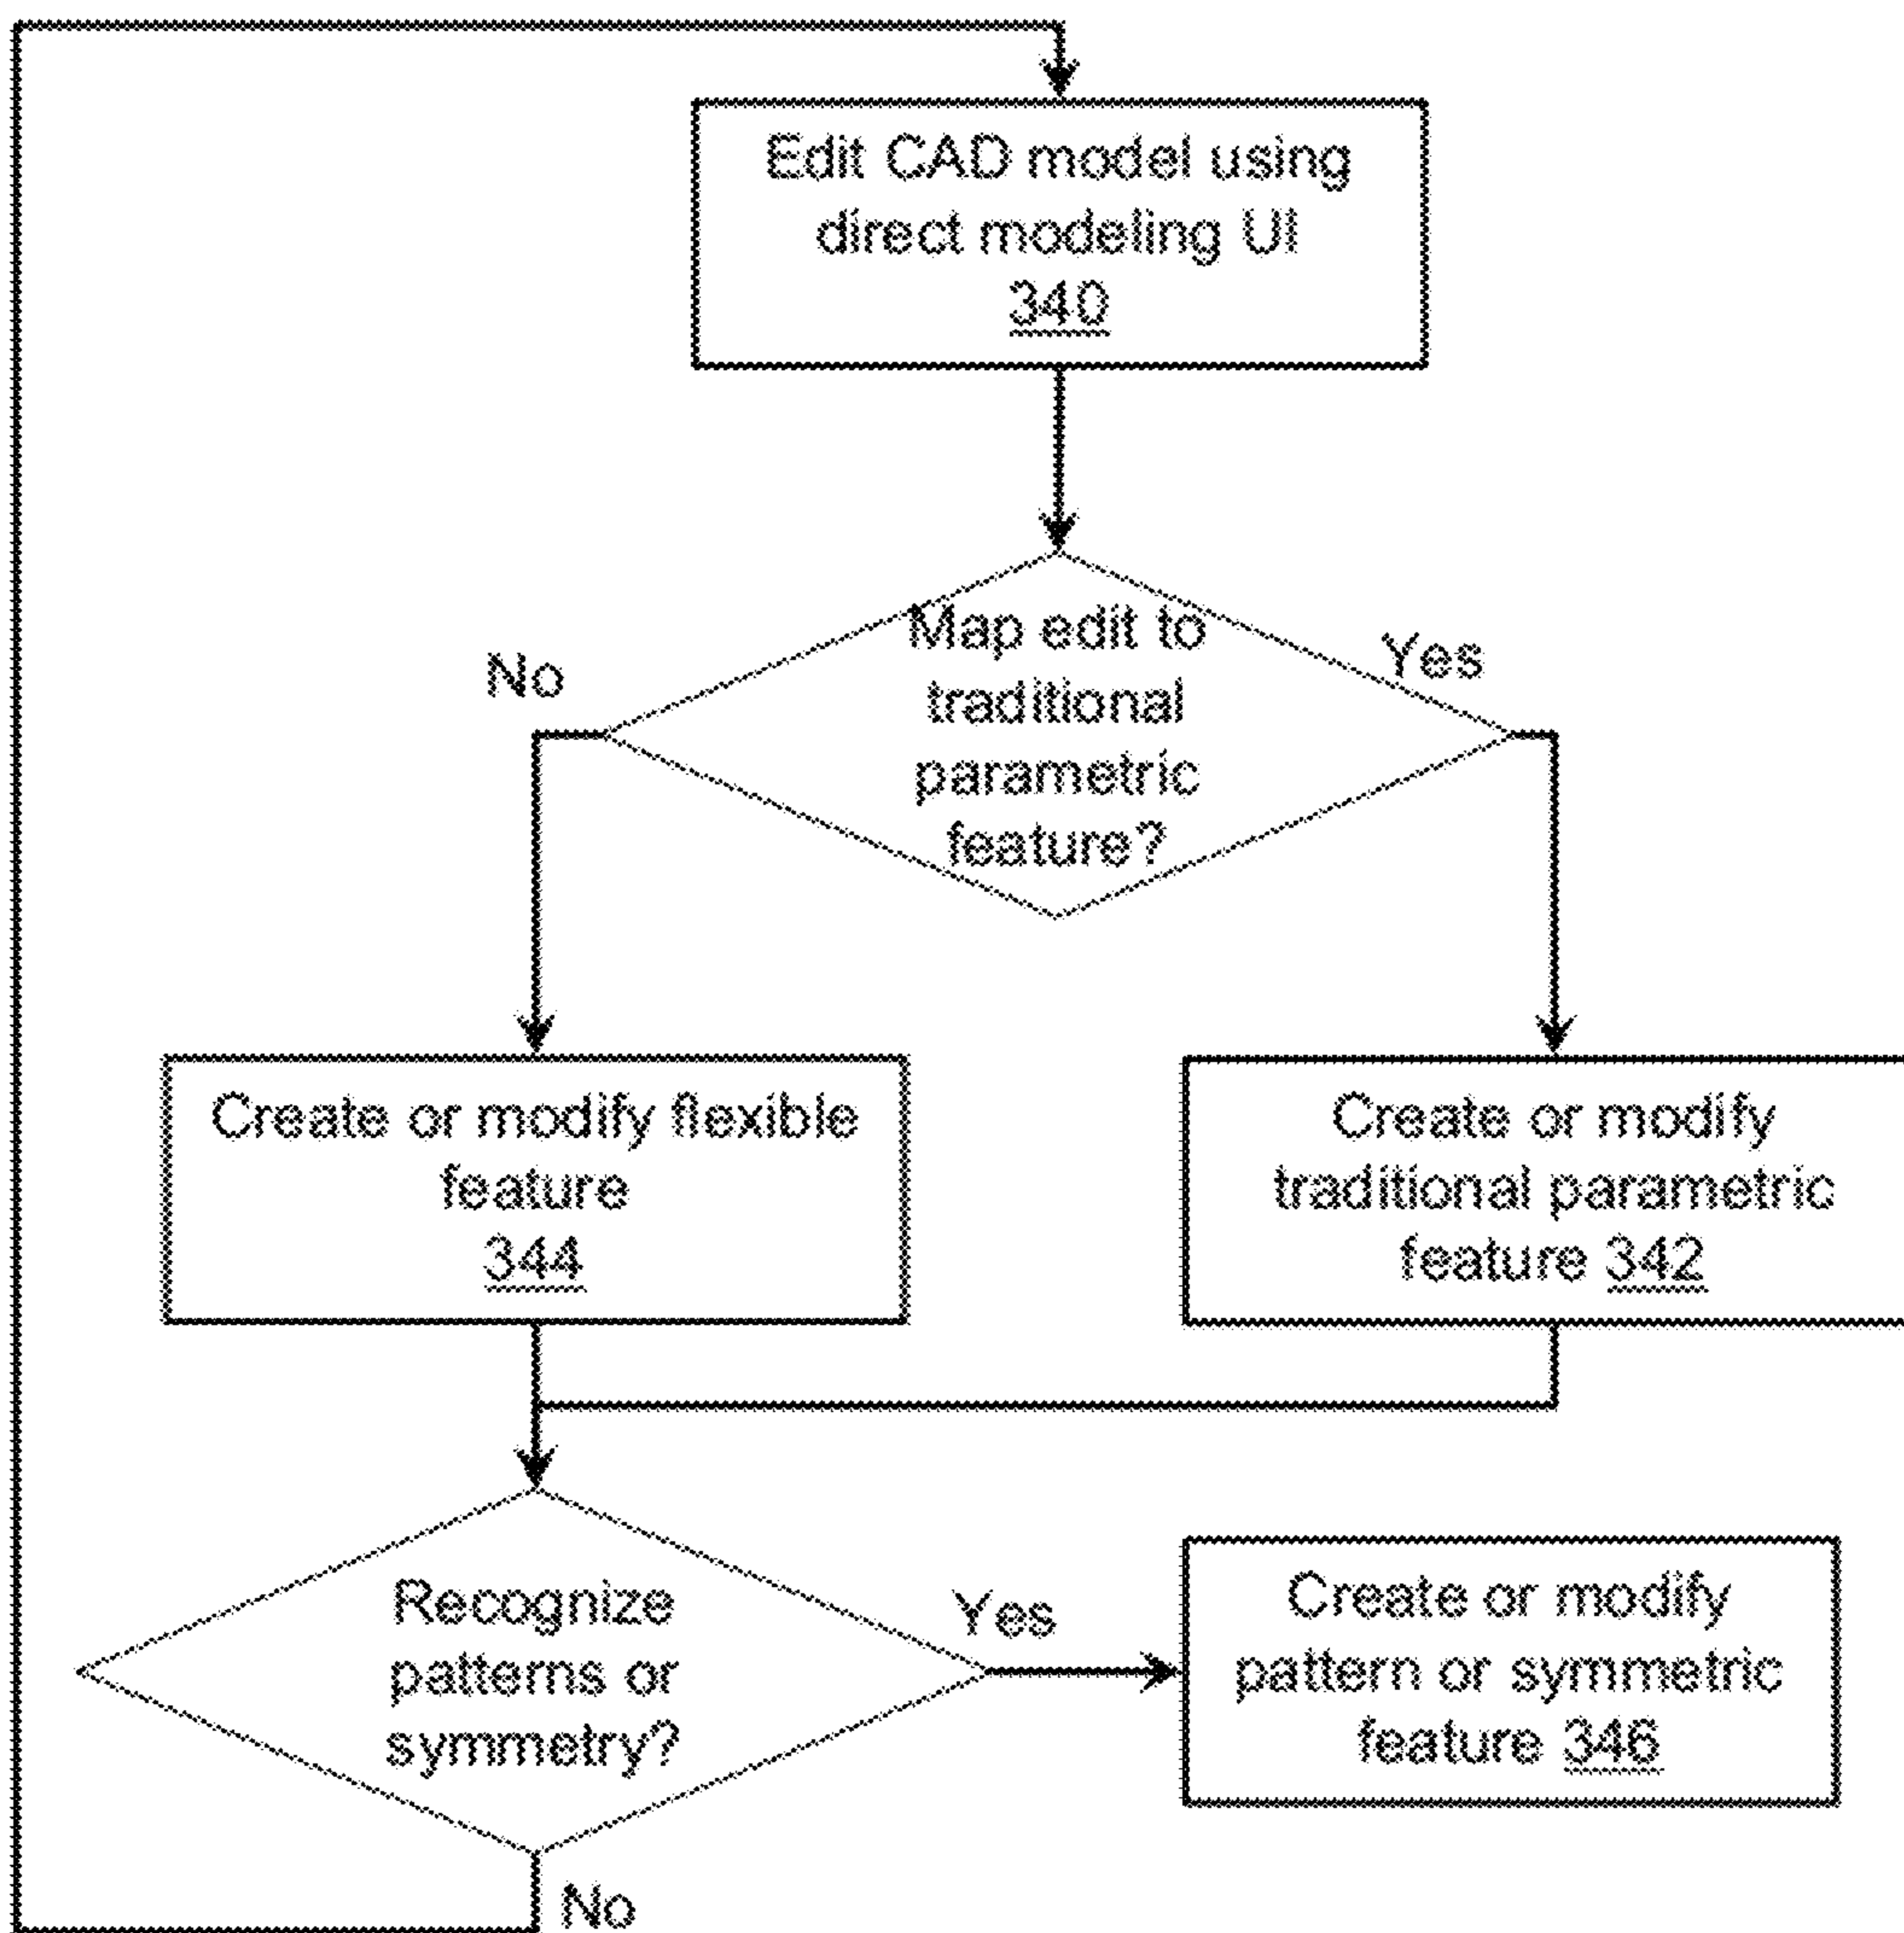 Edit CAD model using
direct modeling UI
340
Map edit to
traditional
parametric
feature?
No
Yes
Create or modify flexible
feature
344
Create or modify
traditional parametric
feature 342
Recognize
patterns or
symmetry?
Yes
Create or modify
pattern or symmetric
feature 346
No